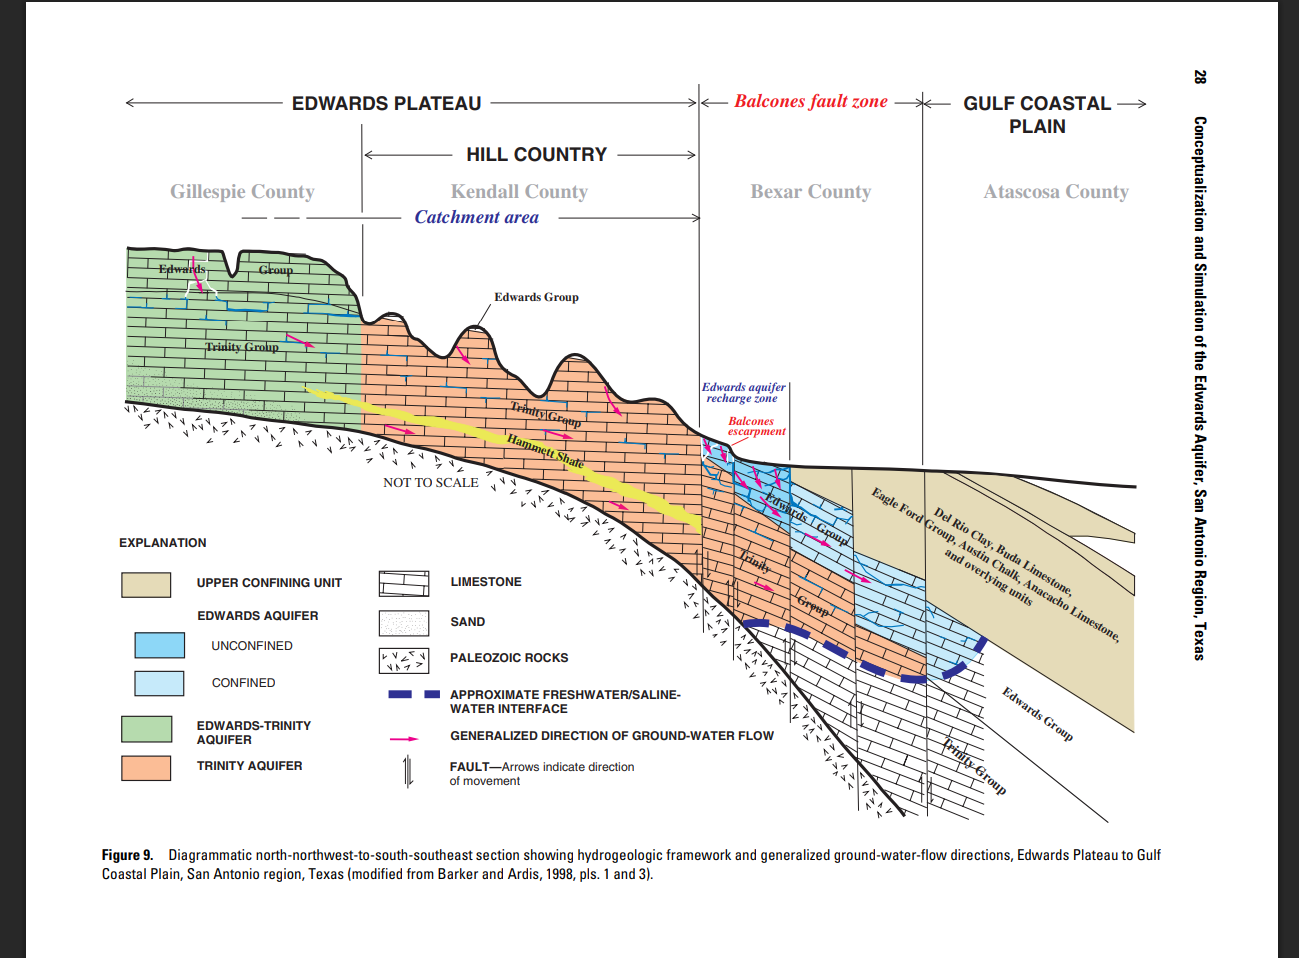 28 Conceptualization and Simulation of the Edwards Aquifer, San Antonio Region, Texas
EDWARDS PLATEAU
Balcones fault zone
GULF COASTAL
PLAIN
HILL COUNTRY
Gillespie County
Kendall County
Bexar County
Atascosa County
Catchment area
Edwards Group
Edwards Group
Trinity Group
Trinity Group
Hammett Shale
NOT TO SCALE
Edwards aquifer
recharge zone
Balcones
escarpment
Edwards Group
Trinity
Group
Del Rio Clay, Buda Limestone,
Eagle Ford Group, Austin Chalk, Anacacho Limestone,
and overlying units
Edwards Group
Trinity Group
EXPLANATION
UPPER CONFINING UNIT
EDWARDS AQUIFER
UNCONFINED
CONFINED
EDWARDS-TRINITY
AQUIFER
TRINITY AQUIFER
LIMESTONE
SAND
PALEOZOIC ROCKS
APPROXIMATE FRESHWATER/SALINE-
WATER INTERFACE
GENERALIZED DIRECTION OF GROUND-WATER FLOW
FAULT—Arrows indicate direction
of movement
Figure 9. Diagrammatic north-northwest-to-south-southeast section showing hydrogeologic framework and generalized ground-water-flow directions, Edwards Plateau to Gulf
Coastal Plain, San Antonio region, Texas (modified from Barker and Ardis, 1998, pls. 1 and 3).